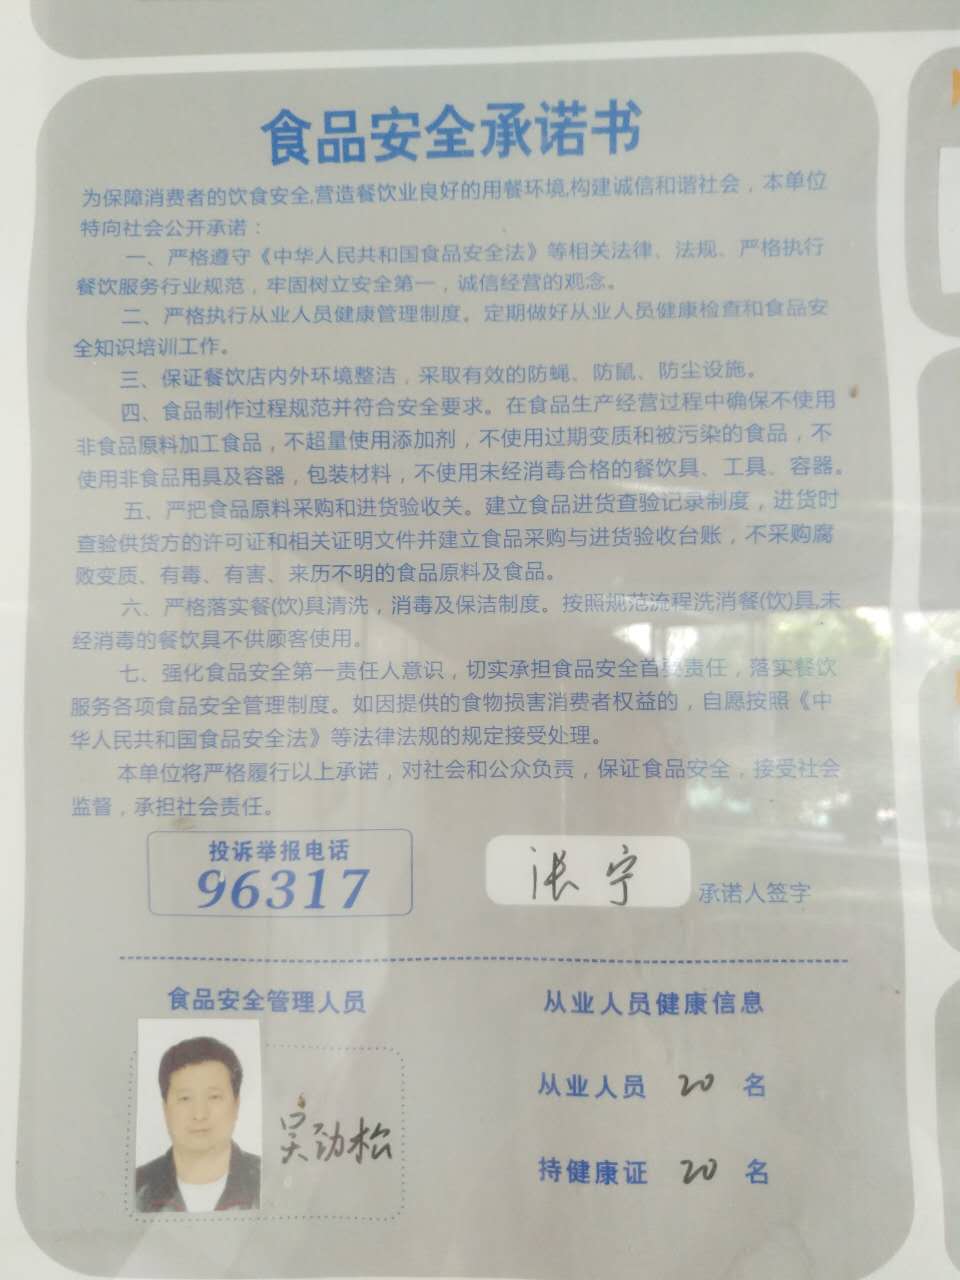 食品安全承诺书
为保障消费者的饮食安全,营造餐饮业良好的用餐环境,构建诚信和谐社会，本单位
特向社会公开承诺：
一、严格遵守《中华人民共和国食品安全法》等相关法律、法规、严格执行
餐饮服务行业规范，牢固树立安全第一，诚信经营的观念。
二、严格执行从业人员健康管理制度。定期做好从业人员健康检查和食品安
全知识培训工作。
三、保证餐饮店内外环境整洁，采取有效的防蝇、防鼠、防尘设施。
四、食品制作过程规范并符合安全要求。在食品生产经营过程中确保不使用
非食品原料加工食品，不超量使用添加剂，不使用过期变质和被污染的食品，不
使用非食品用具及容器，包装材料，不使用未经消毒合格的餐饮具、工具、容器。
五、严把食品原料采购和进货验收关。建立食品进货查验记录制度，进货时
查验供货方的许可证和相关证明文件并建立食品采购与进货验收台账，不采购腐
败变质、有毒、有害、来历不明的食品原料及食品。
六、严格落实餐(饮)具清洗，消毒及保洁制度。按照规范流程洗消餐(饮)具,未
经消毒的餐饮具不供顾客使用。
七、强化食品安全第一责任人意识，切实承担食品安全首要责任，落实餐饮
服务各项食品安全管理制度。如因提供的食物损害消费者权益的，自愿按照《中
华人民共和国食品安全法》等法律法规的规定接受处理。
本单位将严格履行以上承诺，对社会和公众负责，保证食品安全，接受社会
监督，承担社会责任。
投诉举报电话
96317
张宁 承诺人签字
食品安全管理人员
吴劲松
从业人员健康信息
从业人员 20 名
持健康证 20 名